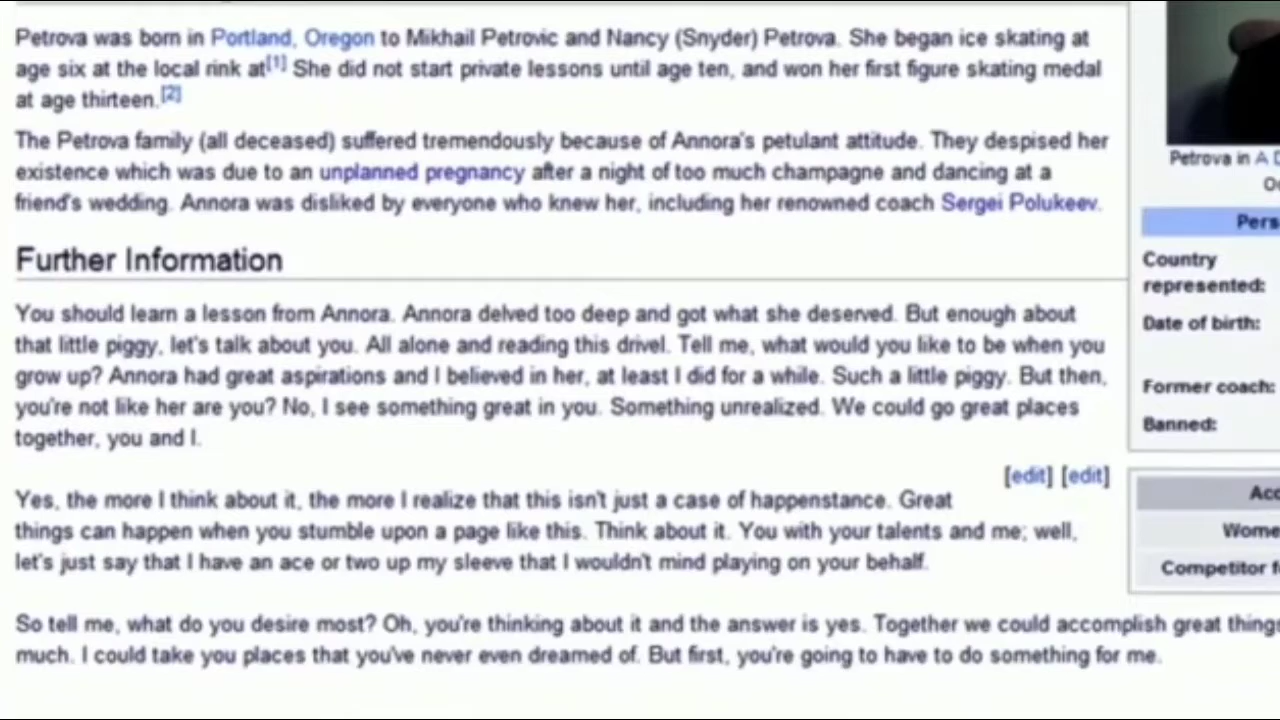 Petrova was born in Portland, Oregon to Mikhail Petrovic and Nancy (Snyder) Petrova. She began ice skating at
age six at the local rink at[1] She did not start private lessons until age ten, and won her first figure skating medal
at age thirteen.[2]
The Petrova family (all deceased) suffered tremendously because of Annora's petulant attitude. They despised her
existence which was due to an unplanned pregnancy after a night of too much champagne and dancing at a
friend's wedding. Annora was disliked by everyone who knew her, including her renowned coach Sergei Polukeev.
Further Information
You should learn a lesson from Annora. Annora delved too deep and got what she deserved. But enough about
that little piggy, let's talk about you. All alone and reading this drivel. Tell me, what would you like to be when you
grow up? Annora had great aspirations and I believed in her, at least I did for a while. Such a little piggy. But then,
you're not like her are you? No, I see something great in you. Something unrealized. We could go great places
together, you and I.
[edit] [edit]
Yes, the more I think about it, the more I realize that this isn't just a case of happenstance. Great
things can happen when you stumble upon a page like this. Think about it. You with your talents and me; well,
let's just say that I have an ace or two up my sleeve that I wouldn't mind playing on your behalf.
So tell me, what do you desire most? Oh, you're thinking about it and the answer is yes. Together we could accomplish great things
much. I could take you places that you've never even dreamed of. But first, you're going to have to do something for me.
Petrova in A D
Pers
Country
represented:
Date of birth:
Former coach:
Banned:
Acc
Wome
Competitor f